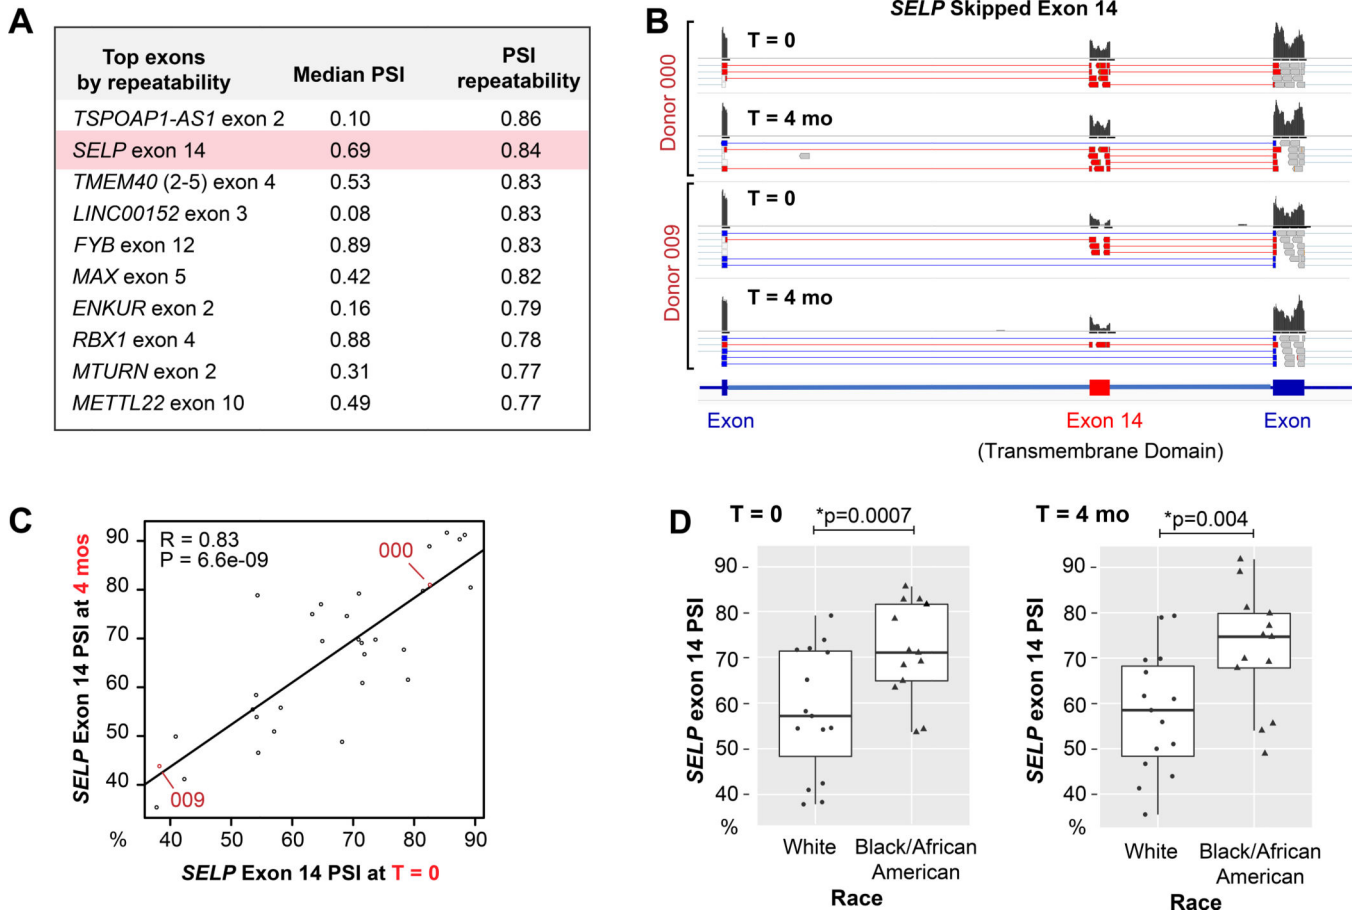 A
Top exons by repeatability Median PSI PSI repeatability
TSPOAP1-AS1 exon 2 0.10 0.86
SELP exon 14 0.69 0.84
TMEM40 (2-5) exon 4 0.53 0.83
LINC00152 exon 3 0.08 0.83
FYB exon 12 0.89 0.83
MAX exon 5 0.42 0.82
ENKUR exon 2 0.16 0.79
RBX1 exon 4 0.88 0.78
MTURN exon 2 0.31 0.77
METTL22 exon 10 0.49 0.77
B
SELP Skipped Exon 14
Donor 000
T = 0
T = 4 mo
Donor 009
T = 0
T = 4 mo
Exon Exon 14 Exon
(Transmembrane Domain)
C
R = 0.83
P = 6.6e-09
000
009
SELP Exon 14 PSI at 4 mos
90
80
70
60
50
40
% 40 50 60 70 80 90
SELP Exon 14 PSI at T = 0
D
T = 0 *p=0.0007
SELP exon 14 PSI
90
80
70
60
50
40
%
White Black/African
American
Race
T = 4 mo *p=0.004
SELP exon 14 PSI
90
80
70
60
50
40
%
White Black/African
American
Race